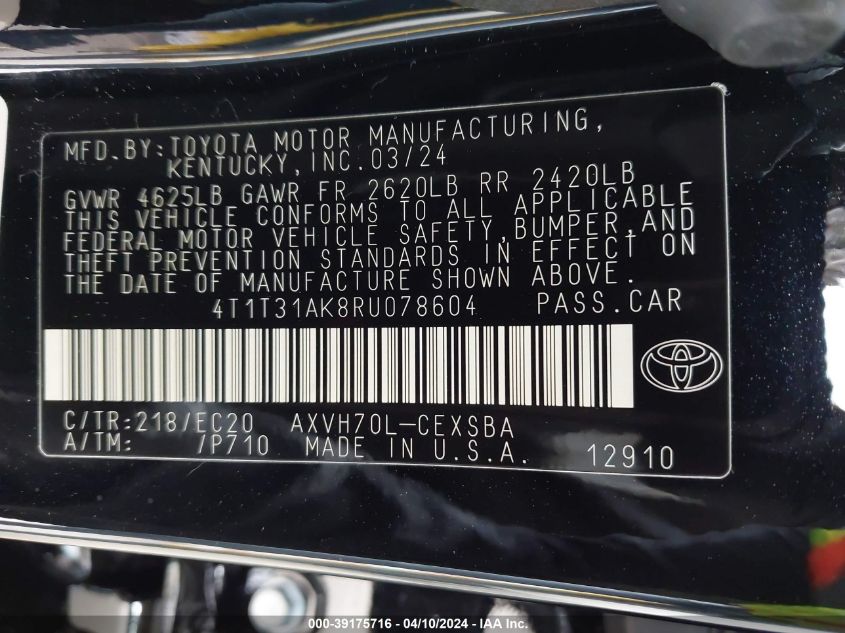 MFD.BY:TOYOTA MOTOR MANUFACTURING,
KENTUCKY,INC.03/24
GVWR 4625LB GAWR FR 2620LB RR 2420LB
THIS VEHICLE CONFORMS TO ALL APPLICABLE
FEDERAL MOTOR VEHICLE SAFETY,BUMPER,AND
THEFT PREVENTION STANDARDS IN EFFECT ON
THE DATE OF MANUFACTURE SHOWN ABOVE.
4T1T31AK8RU078604 PASS.CAR
C/TR:218/EC20 AXVH70L-CEXSBA
A/TM: /P710 MADE IN U.S.A. 12910
000-39175716 - 04/10/2024 - IAA Inc.